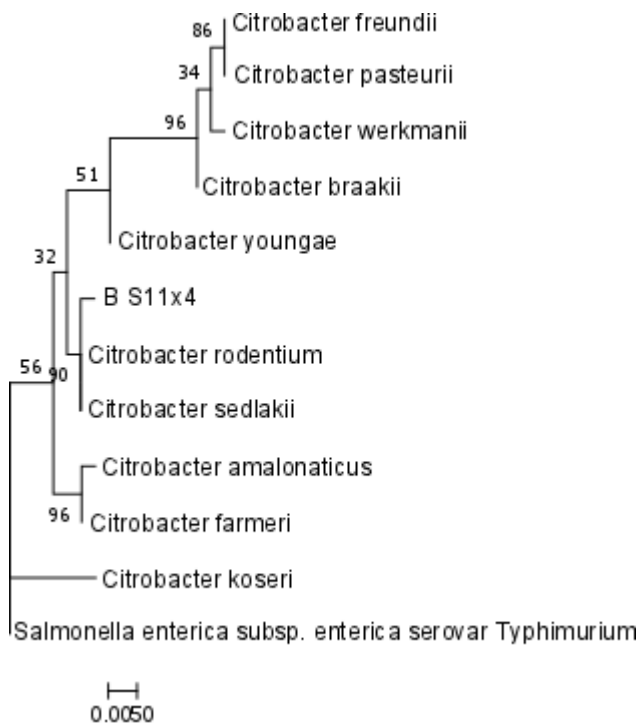 86
Citrobacter freundii
34
Citrobacter pasteurii
96
Citrobacter werkmanii
51
Citrobacter braakii
Citrobacter youngae
32
B S11x4
56
90
Citrobacter rodentium
Citrobacter sedlakii
Citrobacter amalonaticus
96
Citrobacter farmeri
Citrobacter koseri
Salmonella enterica subsp. enterica serovar Typhimurium
0.0050